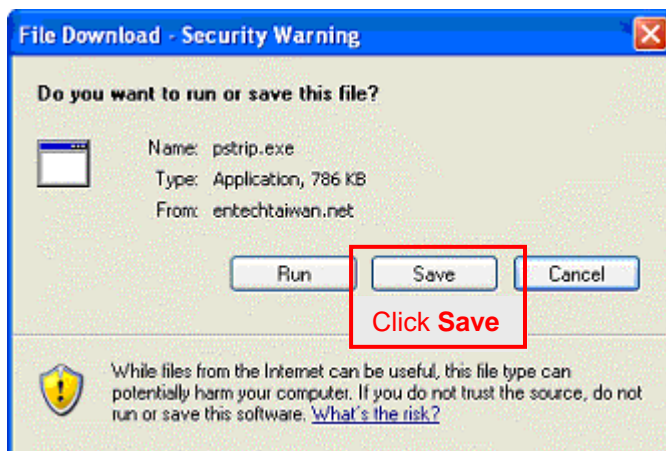 File Download - Security Warning
Do you want to run or save this file?
Name: pstrip.exe
Type: Application, 786 KB
From: entechtaiwan.net
Run Save Cancel
Click Save
While files from the Internet can be useful, this file type can
potentially harm your computer. If you do not trust the source, do not
run or save this software. What's the risk?